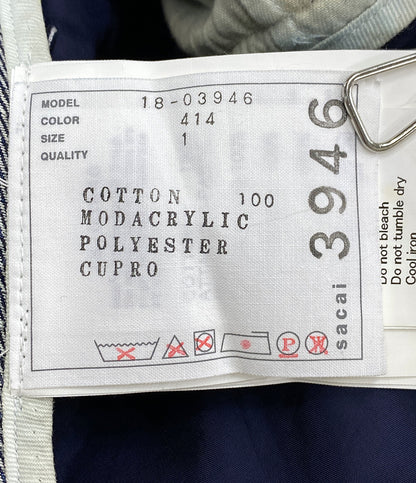 MODEL 18-03946
COLOR 414
SIZE 1
QUALITY
COTTON 100
MODACRYLIC
POLYESTER
CUPRO
P
W
sacai 3946
Do not bleach
Do not tumble dry
Cool iron